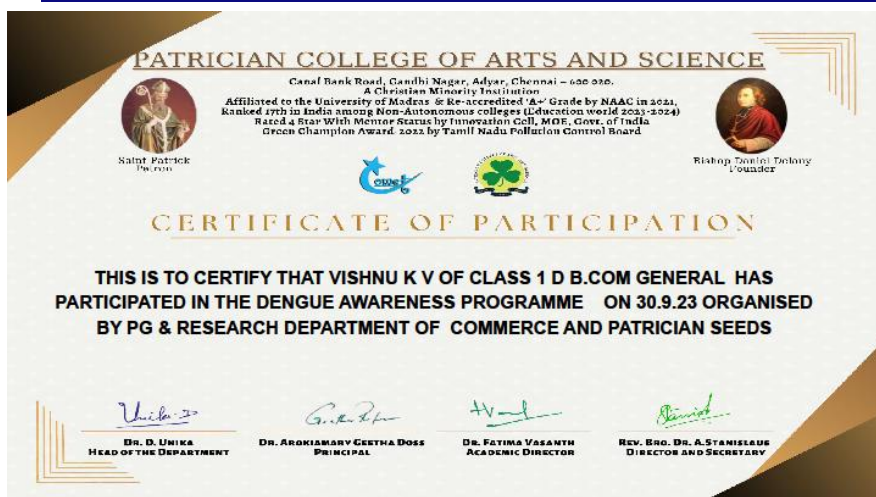 PATRICIAN COLLEGE OF ARTS AND SCIENCE
Canal Bank Road, Gandhi Nagar, Adyar, Chennai – 600 020.
A Christian Minority Institution
Affiliated to the University of Madras & Re-accredited 'A+' Grade by NAAC in 2021,
Ranked 17th in India among Non-Autonomous colleges (Education world 2023-2024)
Rated 4 Star With Mentor Status by Innovation Cell, MOE, Govt. of India
Green Champion Award-2022 by Tamil Nadu Pollution Control Board
Saint Patrick
Patron
Bishop Daniel Delany
Founder
CERTIFICATE OF PARTICIPATION
THIS IS TO CERTIFY THAT VISHNU K V OF CLASS 1 D B.COM GENERAL HAS
PARTICIPATED IN THE DENGUE AWARENESS PROGRAMME ON 30.9.23 ORGANISED
BY PG & RESEARCH DEPARTMENT OF COMMERCE AND PATRICIAN SEEDS
DR. D. UNIKA
HEAD OF THE DEPARTMENT
DR. AROKIAMARY GEETHA DOSS
PRINCIPAL
DR. FATIMA VASANTH
ACADEMIC DIRECTOR
REV. BRO. DR. A.STANISLAUS
DIRECTOR AND SECRETARY